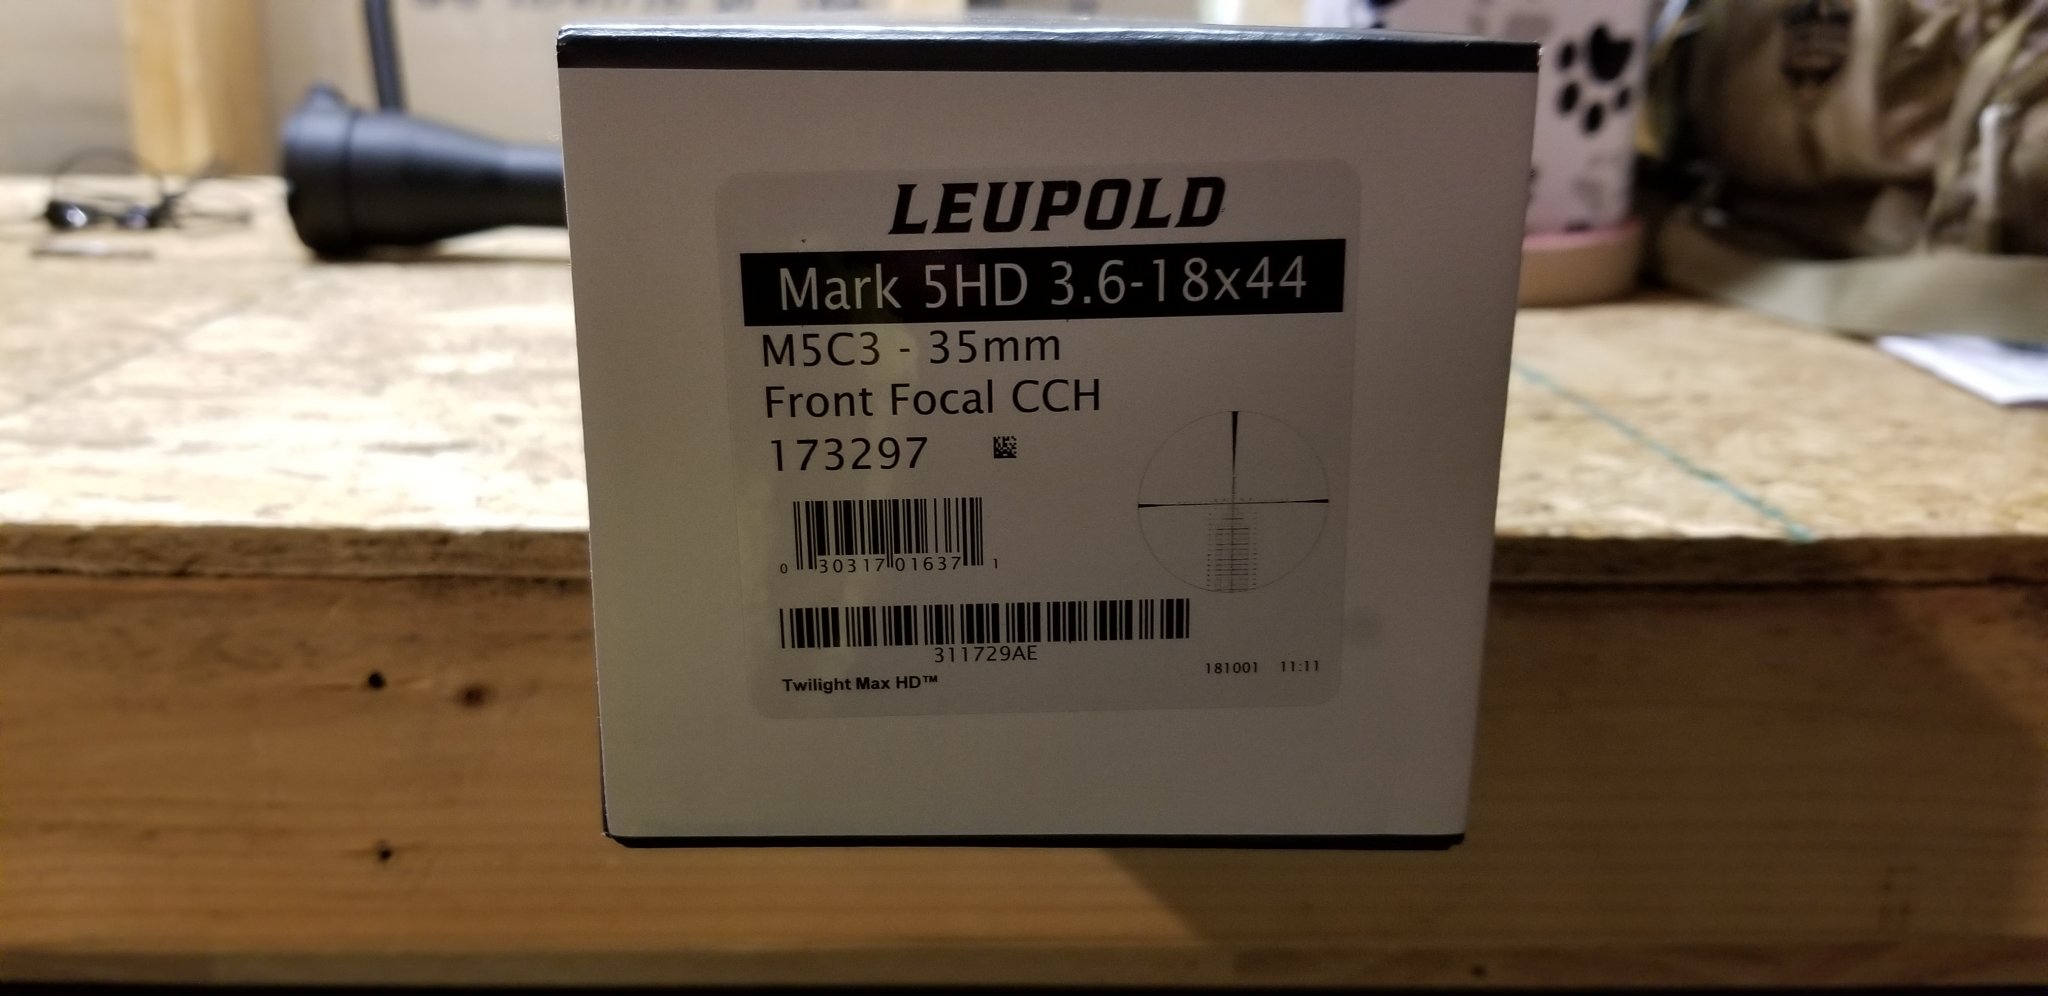 LEUPOLD
Mark 5HD 3.6-18x44
M5C3 - 35mm
Front Focal CCH
173297
0 30317 01637 1
311729AE
Twilight Max HD™
181001 11:11